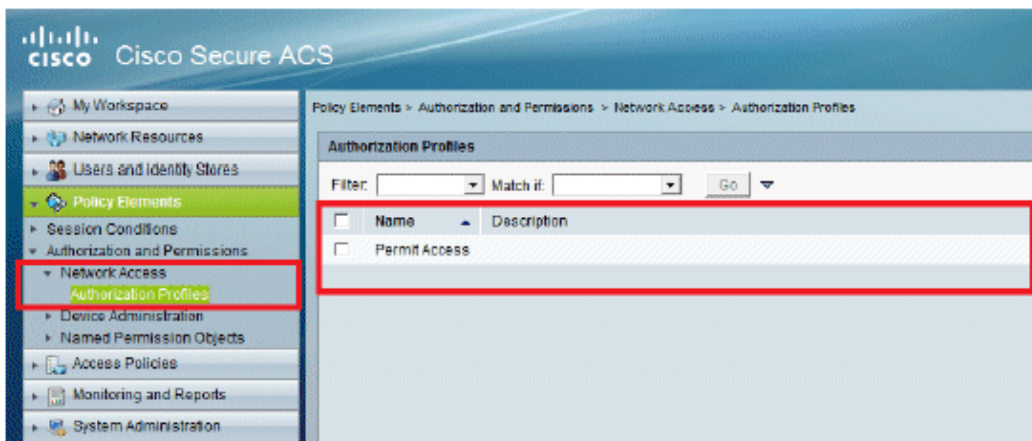 CISCO Cisco Secure ACS
My Workspace
Network Resources
Users and Identity Stores
Policy Elements
Session Conditions
Authorization and Permissions
Network Access
Authorization Profiles
Device Administration
Named Permission Objects
Access Policies
Monitoring and Reports
System Administration
Policy Elements > Authorization and Permissions > Network Access > Authorization Profiles
Authorization Profiles
Filter: Match if: Go
Name Description
Permit Access